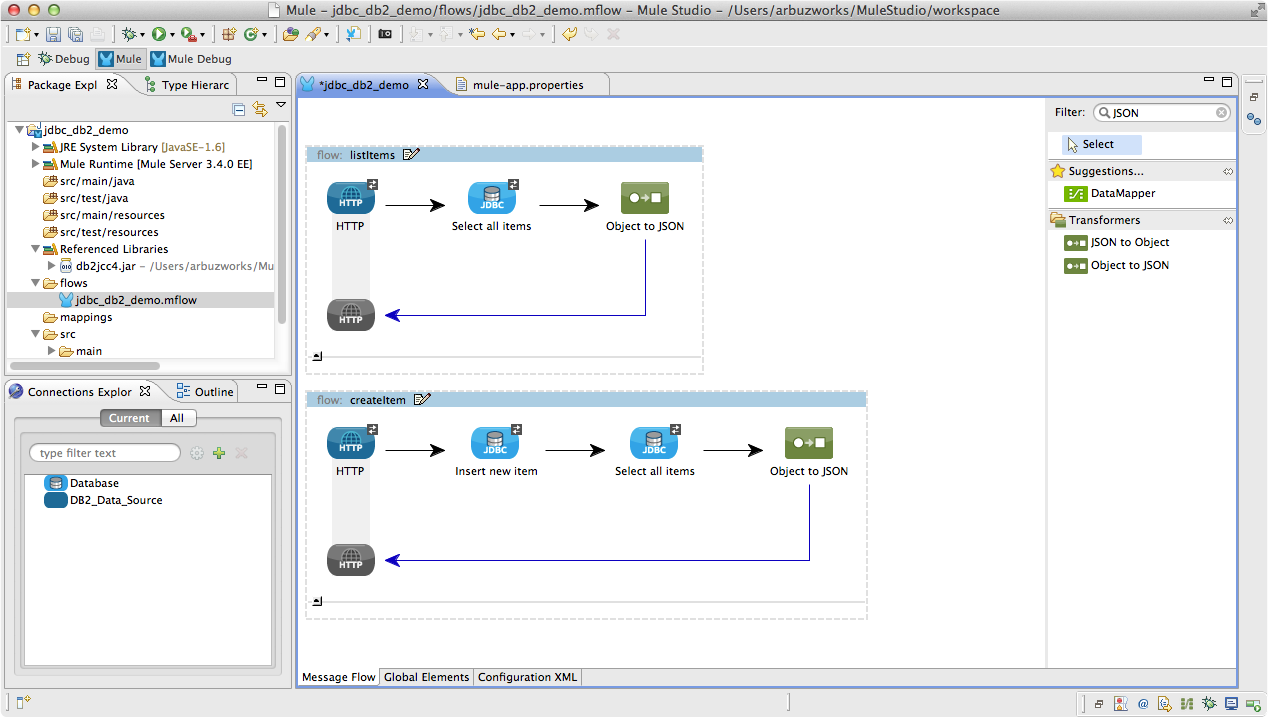 Mule – jdbc_db2_demo/flows/jdbc_db2_demo.mflow – Mule Studio – /Users/arbuzworks/MuleStudio/workspace
Debug Mule Mule Debug
Package Expl Type Hierarc
jdbc_db2_demo
JRE System Library [JavaSE-1.6]
Mule Runtime [Mule Server 3.4.0 EE]
src/main/java
src/test/java
src/main/resources
src/test/resources
Referenced Libraries
db2jcc4.jar – /Users/arbuzworks/Mu
flows
jdbc_db2_demo.mflow
mappings
src
main
Connections Explor Outline
Current All
type filter text
Database
DB2_Data_Source
*jdbc_db2_demo mule-app.properties
flow: listItems
HTTP JDBC
HTTP Select all items Object to JSON
HTTP
flow: createItem
HTTP JDBC JDBC
HTTP Insert new item Select all items Object to JSON
HTTP
Message Flow Global Elements Configuration XML
Filter: JSON
Select
Suggestions...
DataMapper
Transformers
JSON to Object
Object to JSON
@